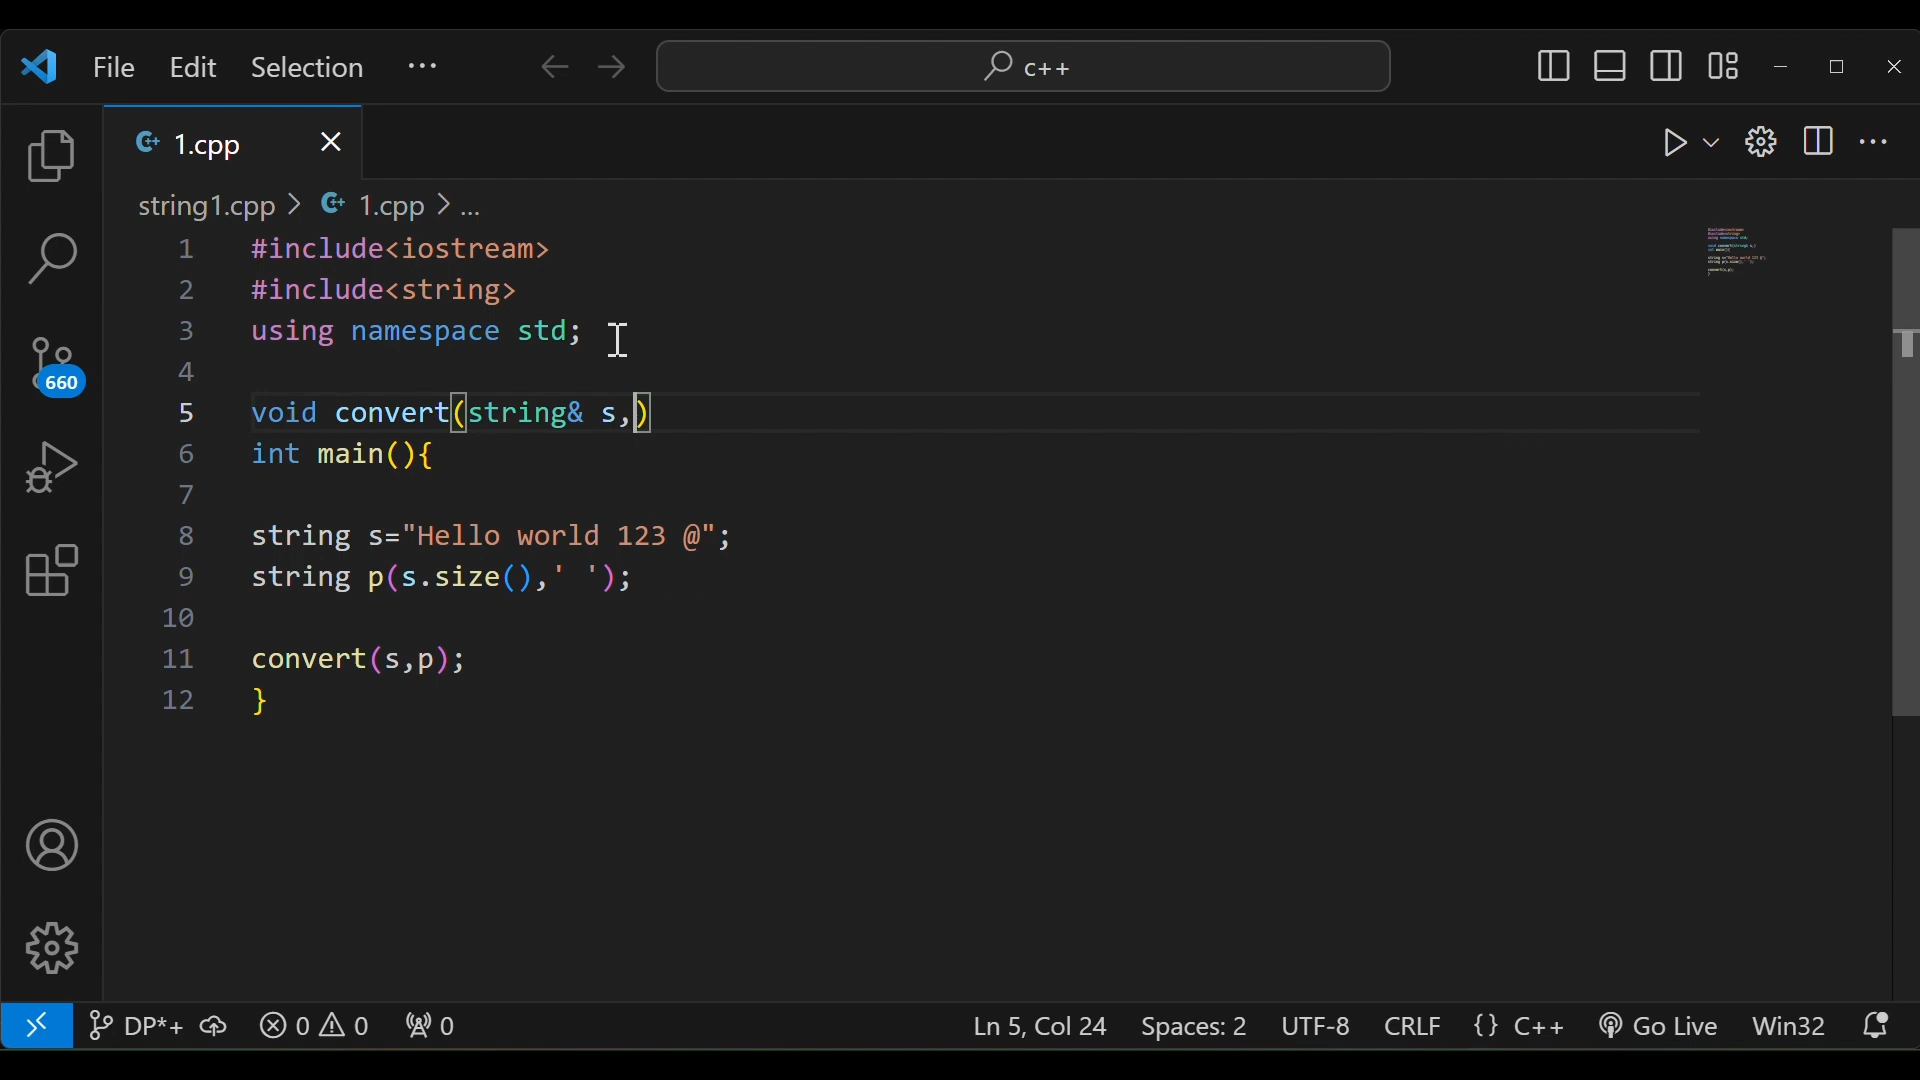 File Edit Selection ··· c++
1.cpp
string1.cpp > 1.cpp > ...
1 #include<iostream>
2 #include<string>
3 using namespace std;
4
5 void convert(string& s,)
6 int main(){
7
8 string s="Hello world 123 @";
9 string p(s.size(),' ');
10
11 convert(s,p);
12 }
660
DP*+ 0 0 0 Ln 5, Col 24 Spaces: 2 UTF-8 CRLF {} C++ Go Live Win32